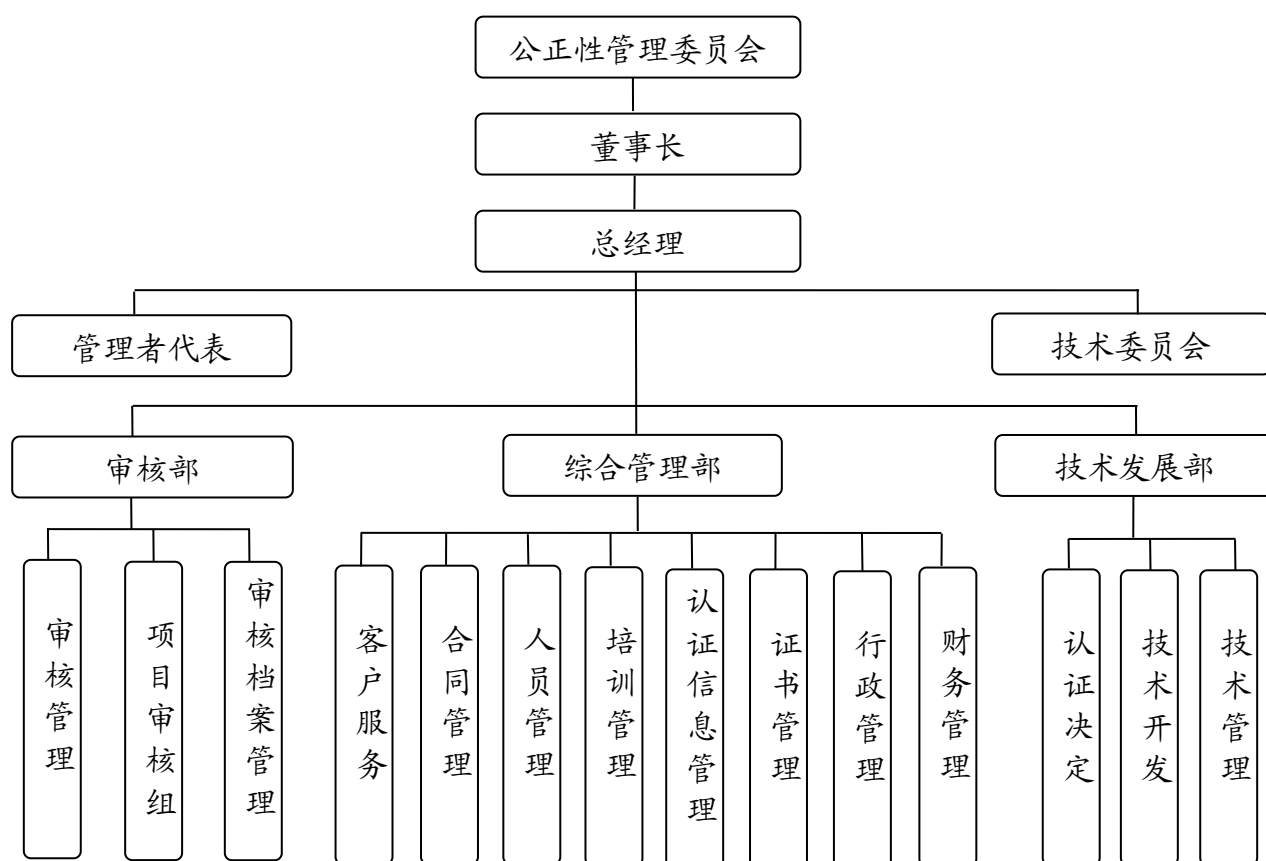 公正性管理委员会
董事长
总经理
管理者代表
技术委员会
审核部
综合管理部
技术发展部
审核管理
项目审核组
审核档案管理
客户服务
合同管理
人员管理
培训管理
认证信息管理
证书管理
行政管理
财务管理
认证决定
技术开发
技术管理